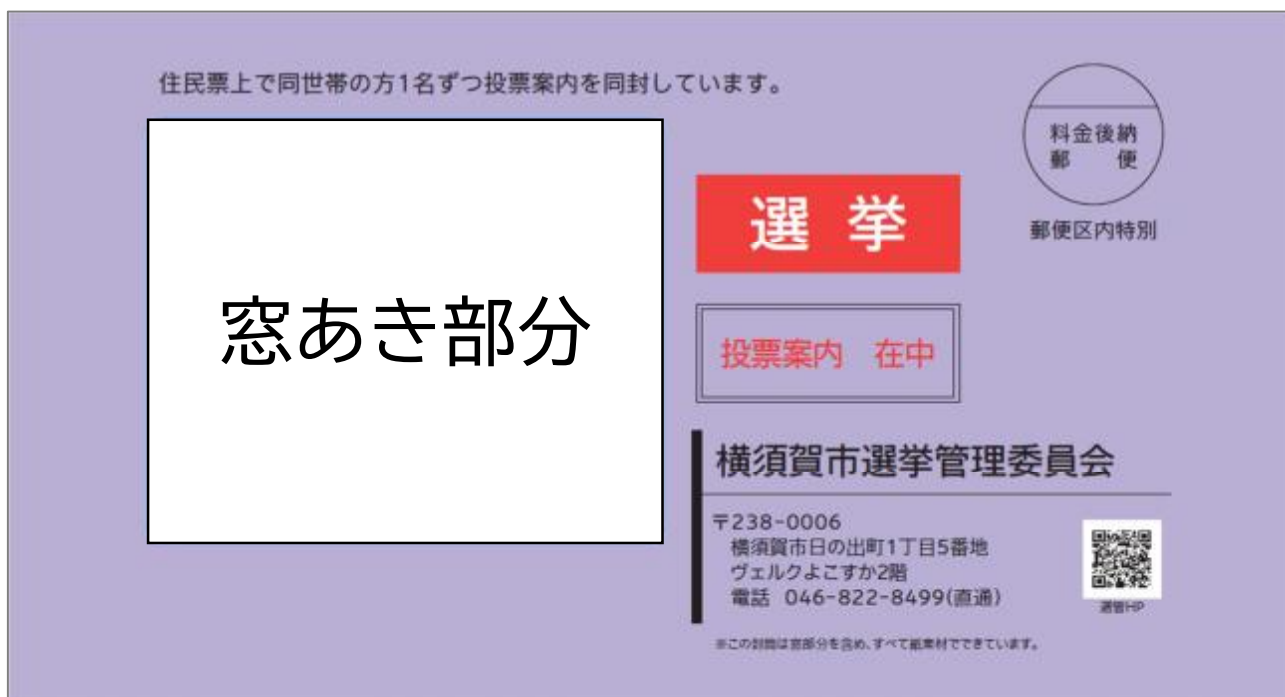 住民票上で同世帯の方1名ずつ投票案内を同封しています。
料金後納
郵　便
郵便区内特別
選 挙
窓あき部分
投票案内　在中
横須賀市選挙管理委員会
〒238-0006
横須賀市日の出町1丁目5番地
ヴェルクよこすか2階
電話 046-822-8499(直通)
選管HP
※この封筒は窓部分を含め、すべて紙素材でできています。